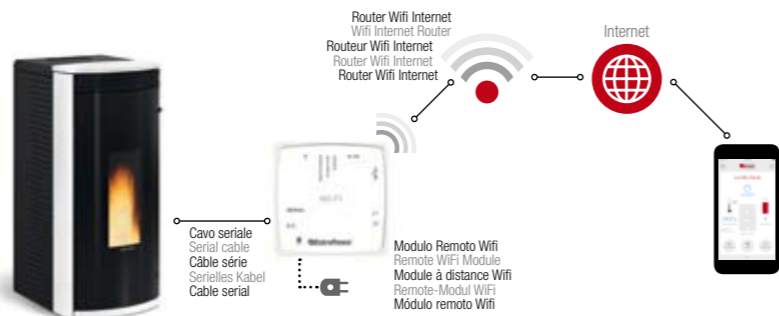 Router Wifi Internet
Wifi Internet Router
Routeur Wifi Internet
Router Wifi Internet
Router Wifi Internet
Internet
WI-FI
Cavo seriale
Serial cable
Câble série
Serielles Kabel
Cable serial
Modulo Remoto Wifi
Remote WiFi Module
Module à distance Wifi
Remote-Modul WiFi
Módulo remoto Wifi